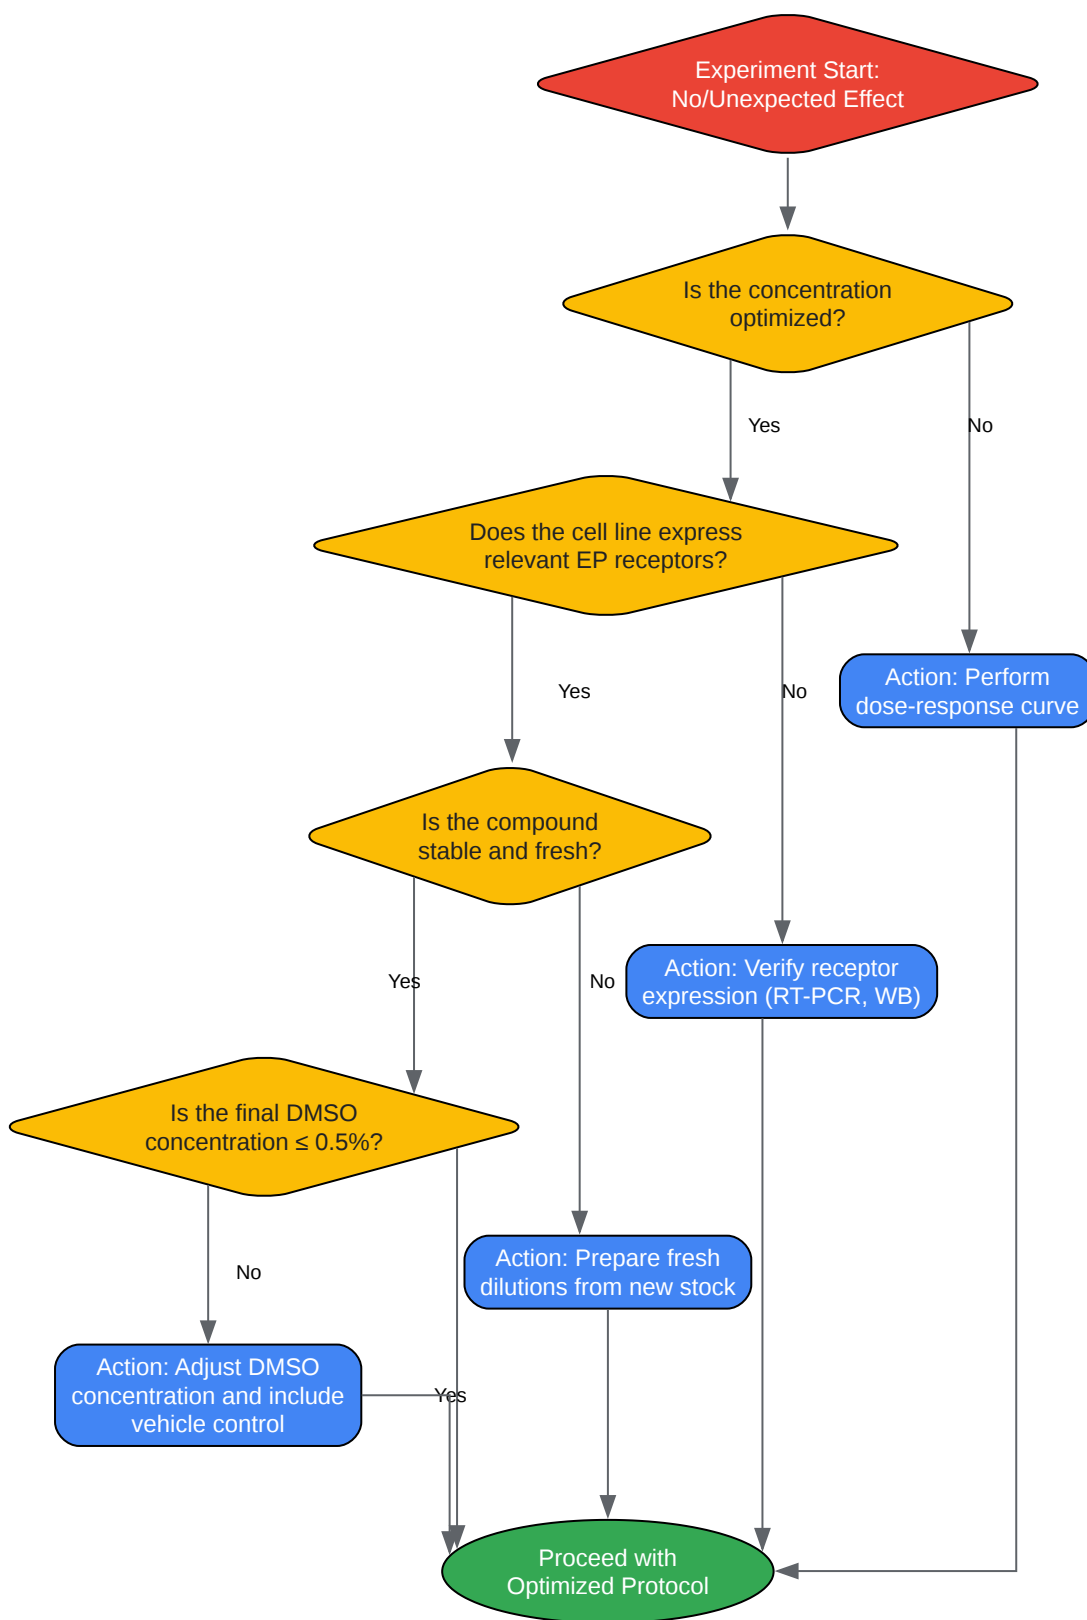 Experiment Start:
No/Unexpected Effect
Is the concentration
optimized?
Yes
No
Does the cell line express
relevant EP receptors?
Yes
No
Action: Perform
dose-response curve
Is the compound
stable and fresh?
Yes
No
Action: Verify receptor
expression (RT-PCR, WB)
Is the final DMSO
concentration ≤ 0.5%?
No
Action: Prepare fresh
dilutions from new stock
Action: Adjust DMSO
concentration and include
vehicle control
Yes
Proceed with
Optimized Protocol